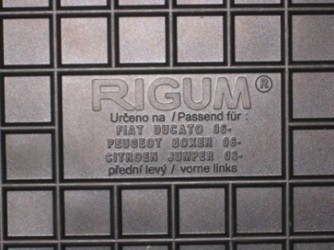 RIGUM®
Určeno na / Passend für :
FIAT DUCATO 06-
PEUGEOT BOXER 06-
CITROEN JUMPER 06-
přední levý / vorne links